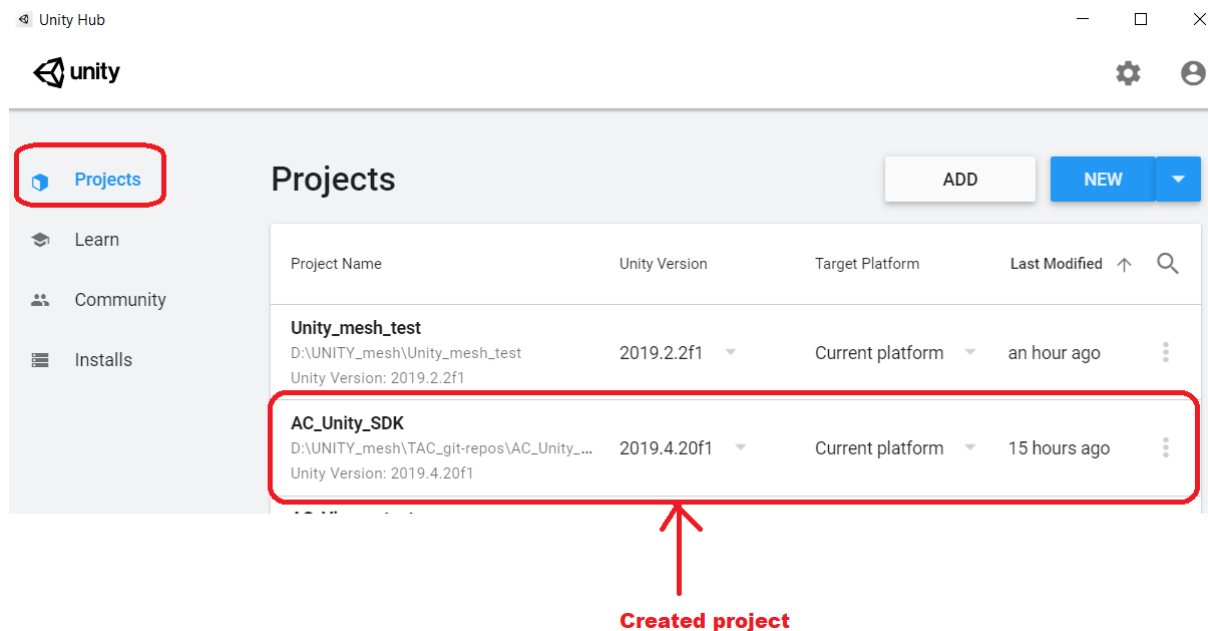 Unity Hub
unity
Projects
Learn
Community
Installs
Projects
ADD
NEW
Project Name
Unity Version
Target Platform
Last Modified
Unity_mesh_test
D:\UNITY_mesh\Unity_mesh_test
Unity Version: 2019.2.2f1
2019.2.2f1
Current platform
an hour ago
AC_Unity_SDK
D:\UNITY_mesh\TAC_git-repos\AC_Unity_...
Unity Version: 2019.4.20f1
2019.4.20f1
Current platform
15 hours ago
Created project